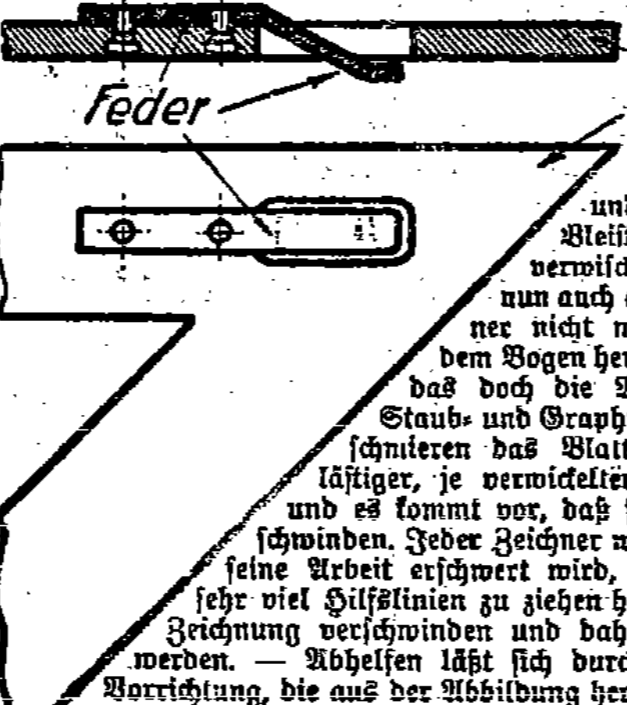 Feder
und
Bleisti
verwisch
nun auch
ner nicht
dem Bogen her
das doch die
Staub- und Graph
schmieren das Blatt
lästiger, je verwickelter
und es kommt vor, daß
schwinden. Jeder Zeichner
seine Arbeit erschwert wird,
sehr viel Hilfslinien zu ziehen
Zeichnung verschwinden und dah
werden. — Abhelfen läßt sich durc
Vorrichtung, die aus der Abbildung her